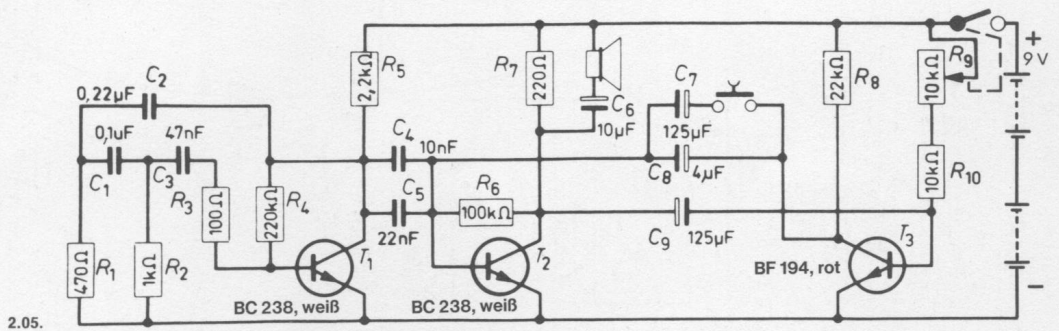 C2
0,22µF
0,1uF
47nF
C1
C3
R3
100Ω
R4
220kΩ
R1
470Ω
R2
1kΩ
R5
2,2kΩ
C4
10nF
C5
22nF
T1
BC 238, weiß
R6
100kΩ
R7
220Ω
C6
10µF
T2
BC 238, weiß
C7
125µF
C8
4µF
C9
125µF
R8
22kΩ
R9
10kΩ
R10
10kΩ
T3
BF 194, rot
+
9V
−
2.05.